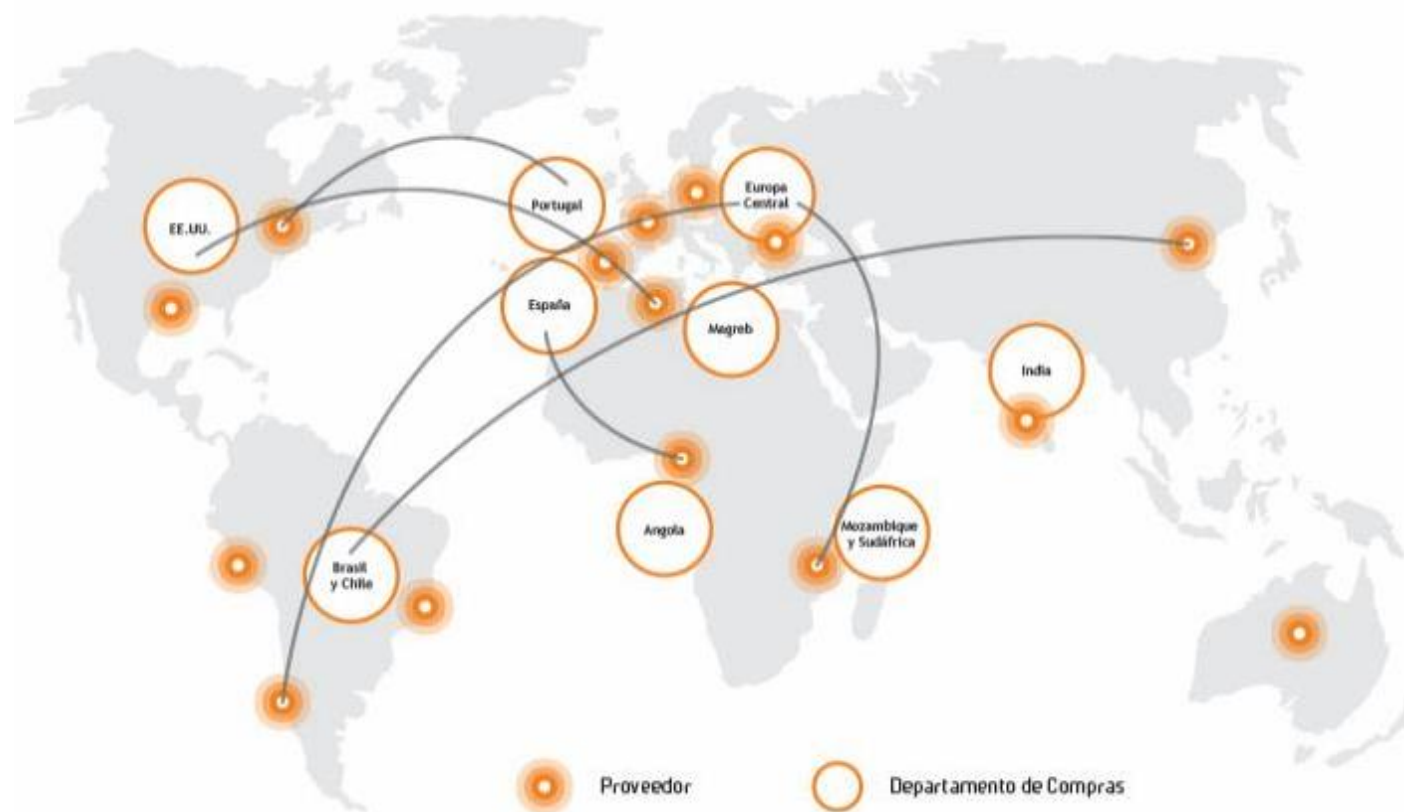 Europa
Central
Portugal
EE.UU.
España
Magreb
India
Angola
Mozambique
y Sudáfrica
Brasil
y Chile
Proveedor
Departamento de Compras